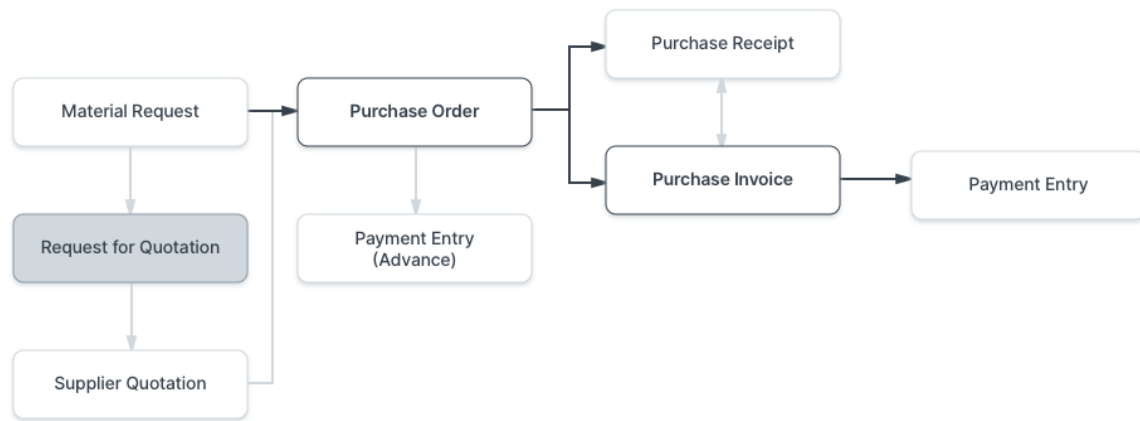 Purchase Receipt
Material Request
Purchase Order
Purchase Invoice
Payment Entry
Request for Quotation
Payment Entry
(Advance)
Supplier Quotation